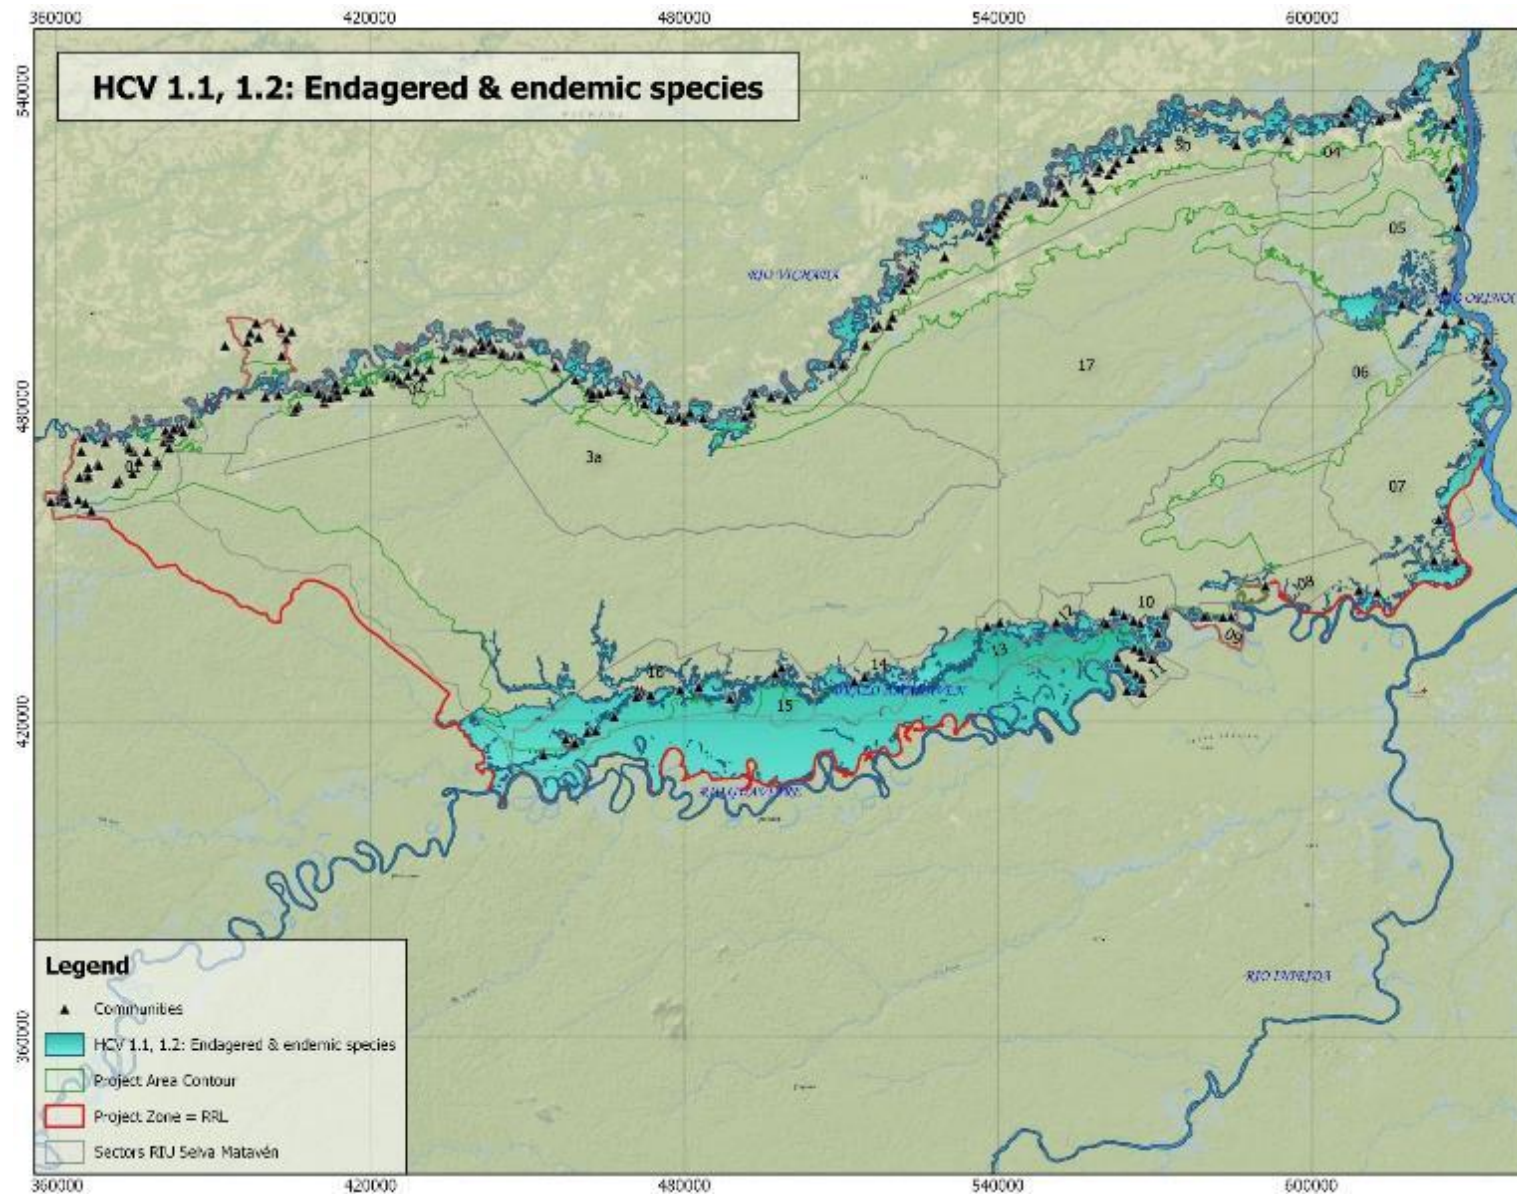 360000 420000 480000 540000 600000
HCV 1.1, 1.2: Endagered & endemic species
540000
3b
04
05
RIO VICHADA
17
06
02
480000
3a
01
07
08
12
10
09
13
11
14
16
15
420000
RIO INIRIDA
Legend
Communities
HCV 1.1, 1.2: Endagered & endemic species
360000
Project Area Contour
Project Zone = RRL
Sectors RIU Selva Matavén
360000 420000 480000 540000 600000